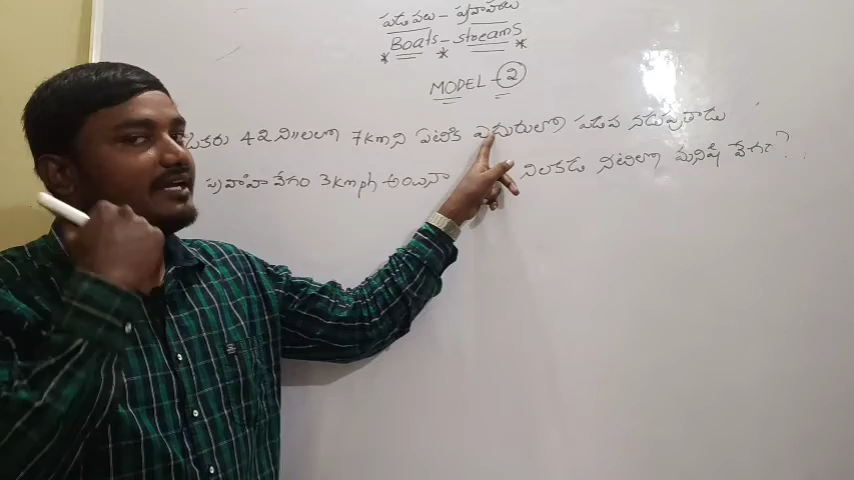 పడవలు - ప్రవాహాలు
Boats - streams
MODEL - 2
ఒకరు 42 ని॥లలో 7kmని ఏటికి ఎదురులో పడవ నడుపుతాడు
ప్రవాహ వేగం 3kmph అయినా నిలకడ నీటిలో మనిషి వేగం?